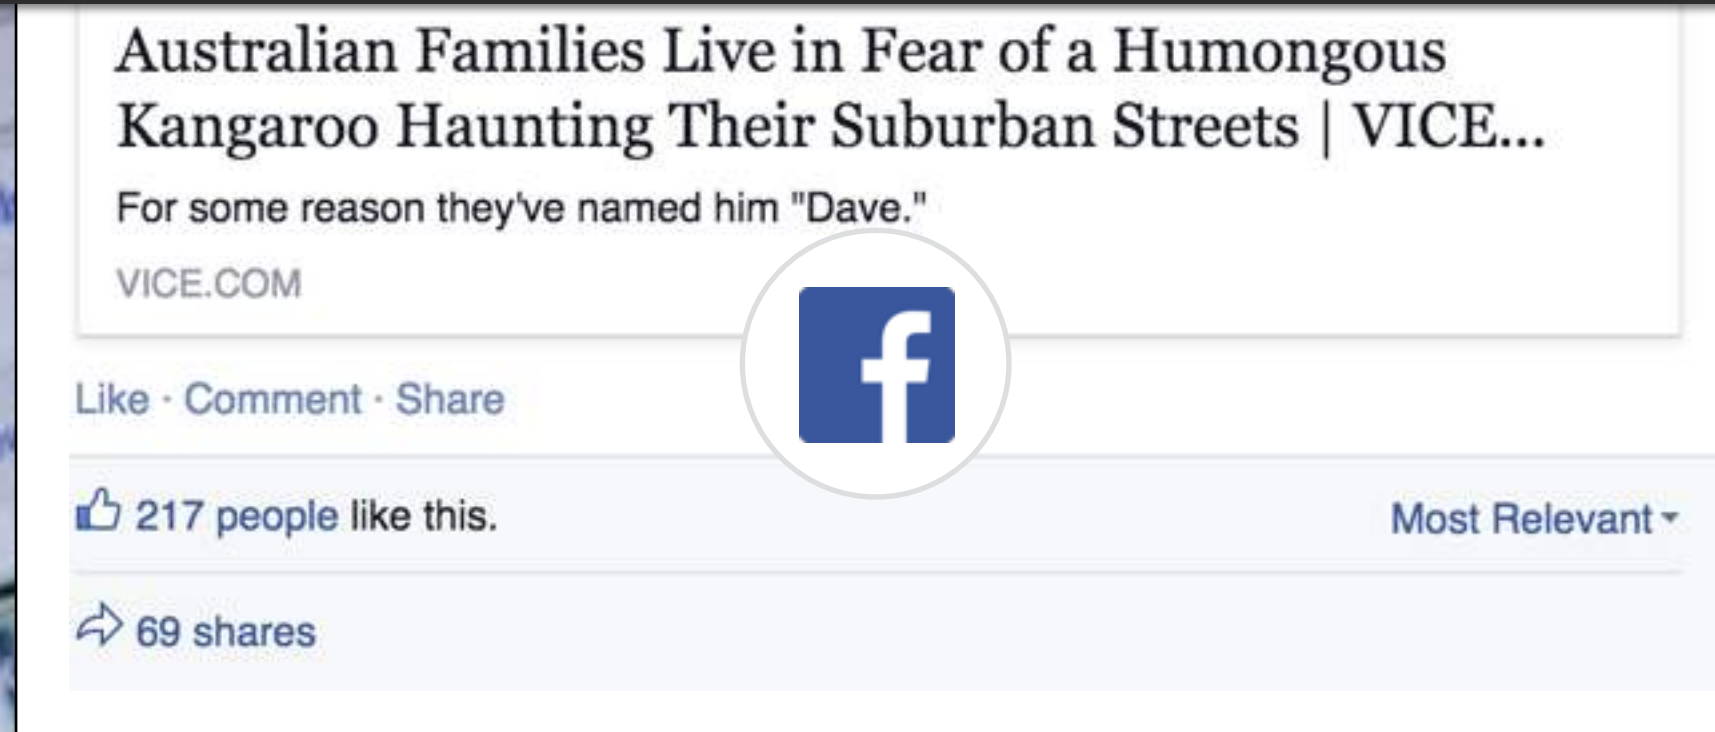 Australian Families Live in Fear of a Humongous
Kangaroo Haunting Their Suburban Streets | VICE...
For some reason they've named him "Dave."
VICE.COM
f
Like · Comment · Share
217 people like this.
Most Relevant
69 shares